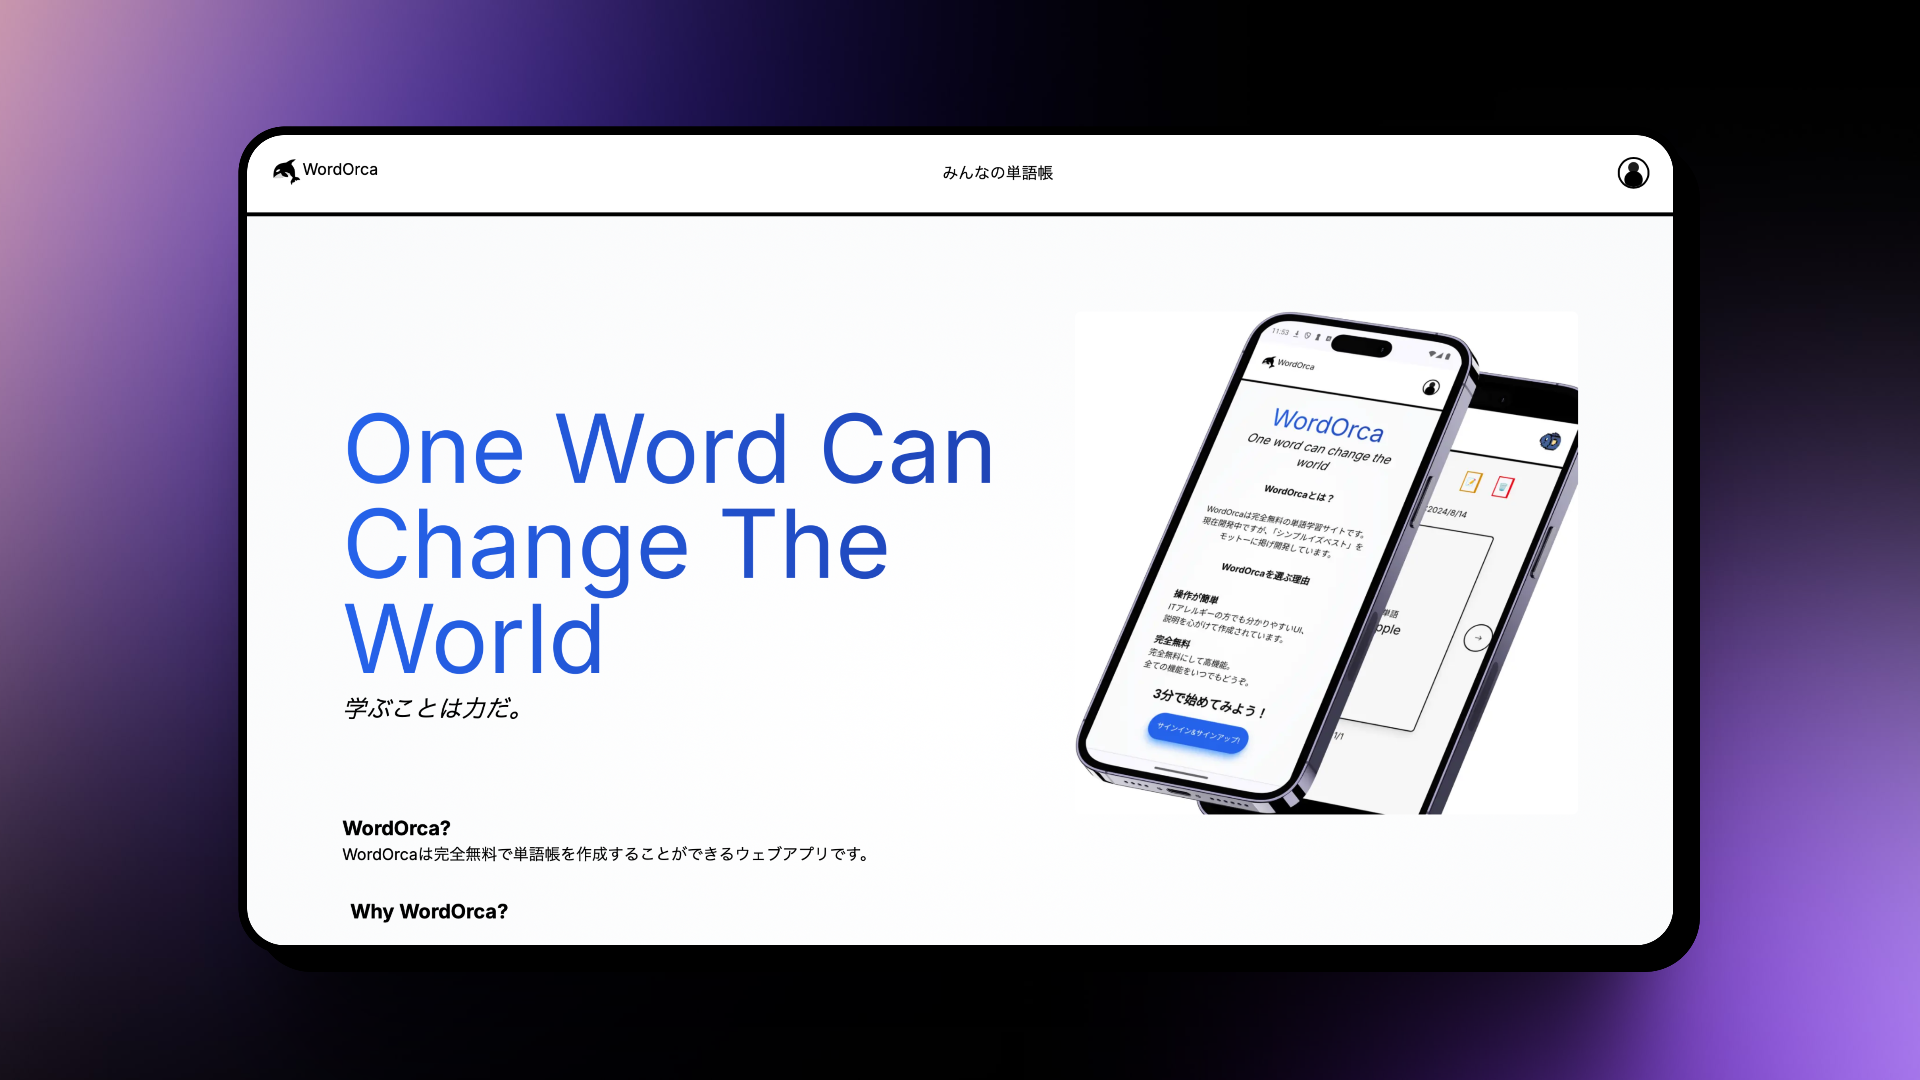 WordOrca
みんなの単語帳
One Word Can
Change The
World
学ぶことは力だ。
WordOrca?
WordOrcaは完全無料で単語帳を作成することができるウェブアプリです。
Why WordOrca?
11:53
WordOrca
WordOrca
One word can change the
world
WordOrcaとは？
WordOrcaは完全無料の単語学習サイトです。
現在開発中ですが、「シンプルイズベスト」を
モットーに掲げ開発しています。
WordOrcaを選ぶ理由
操作が簡単
ITアレルギーの方でも分かりやすいUI、
説明を心がけて作成されています。
完全無料
完全無料にして高機能。
全ての機能をいつでもどうぞ。
3分で始めてみよう！
サインイン&サインアップ!
2024/8/14
単語
pple
1/1